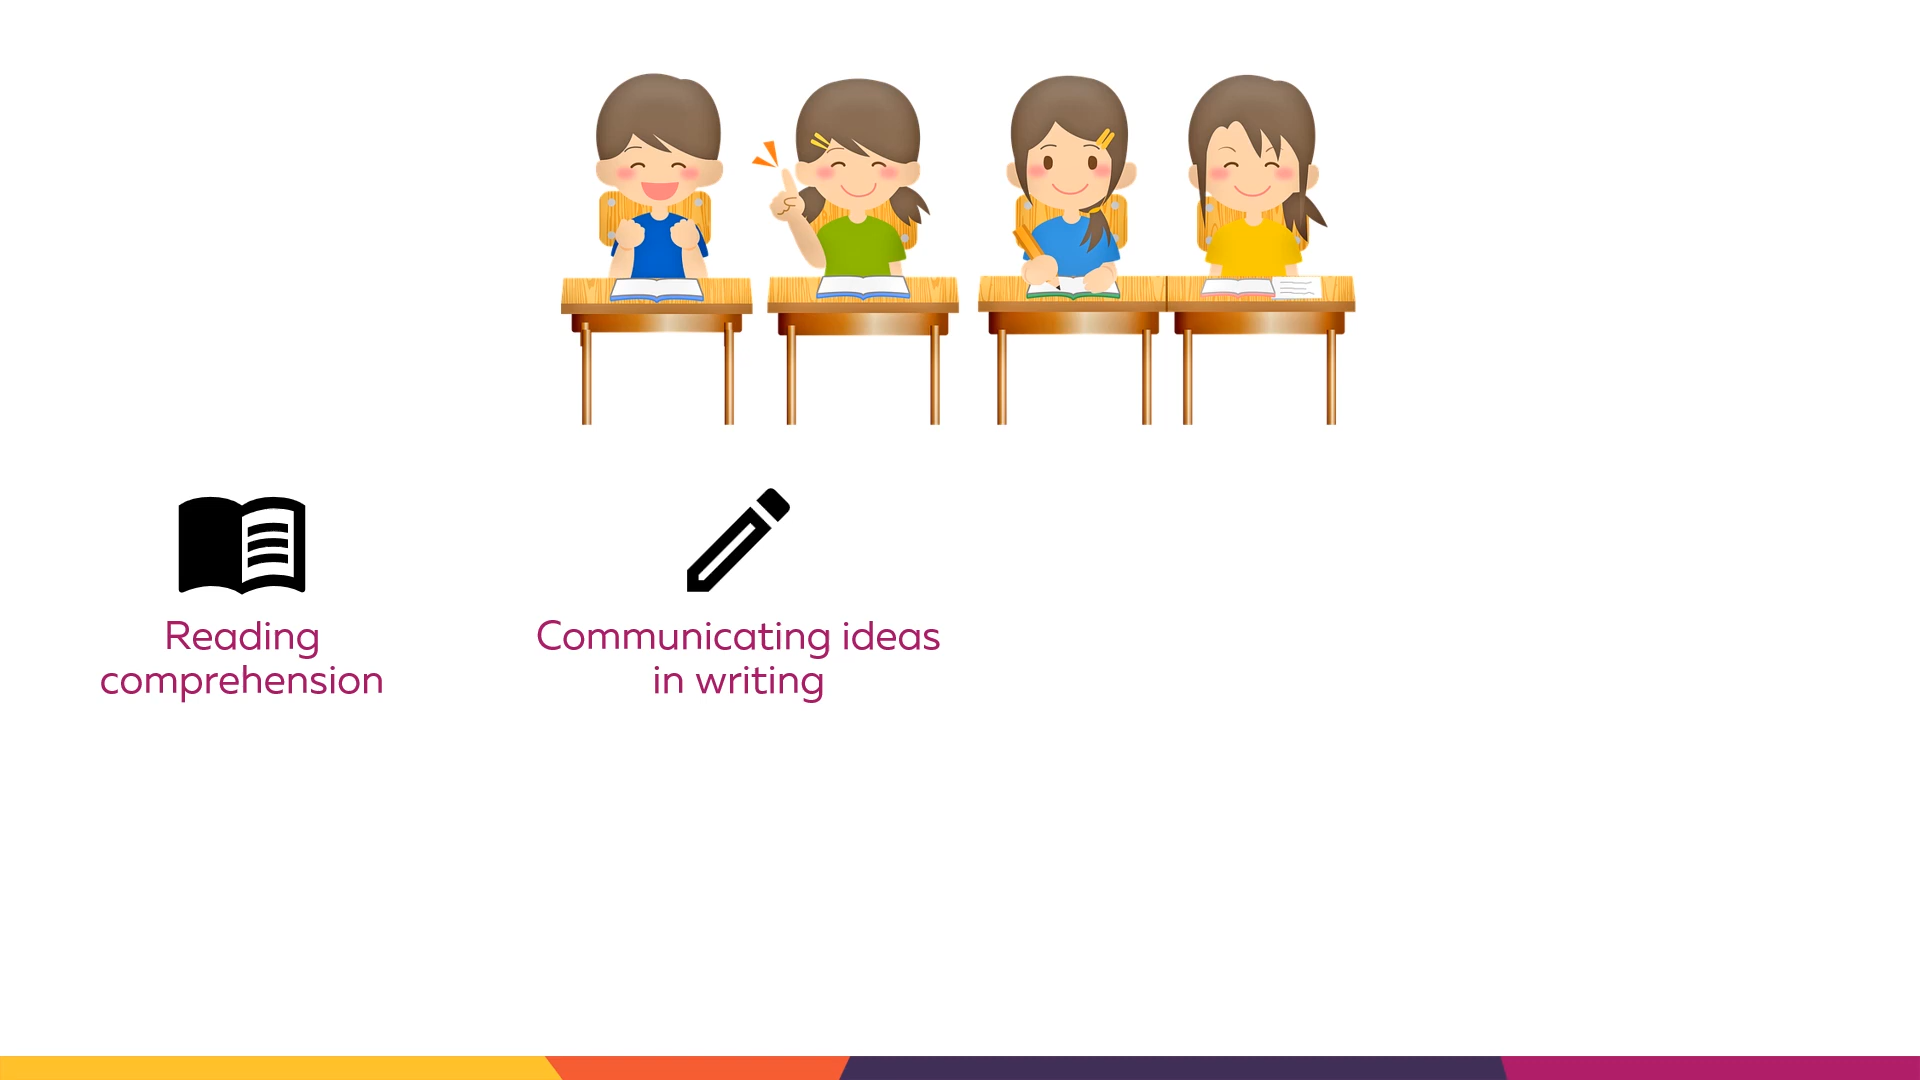 Reading
comprehension
Communicating ideas
in writing